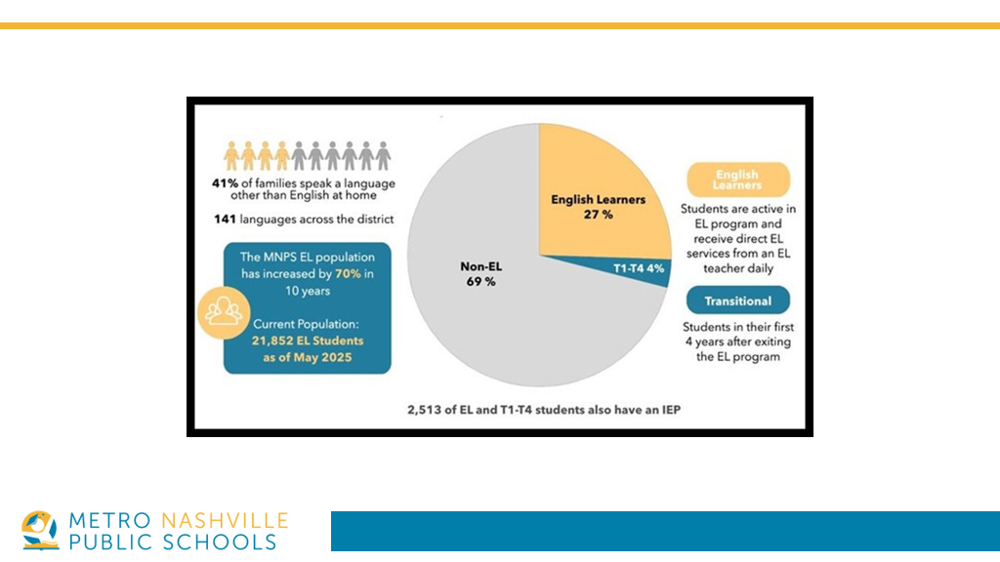 41% of families speak a language
other than English at home
141 languages across the district
The MNPS EL population
has increased by 70% in
10 years
Current Population:
21,852 EL Students
as of May 2025
English Learners
27 %
T1-T4 4%
Non-EL
69 %
English
Learners
Students are active in
EL program and
receive direct EL
services from an EL
teacher daily
Transitional
Students in their first
4 years after exiting
the EL program
2,513 of EL and T1-T4 students also have an IEP
METRO NASHVILLE
PUBLIC SCHOOLS